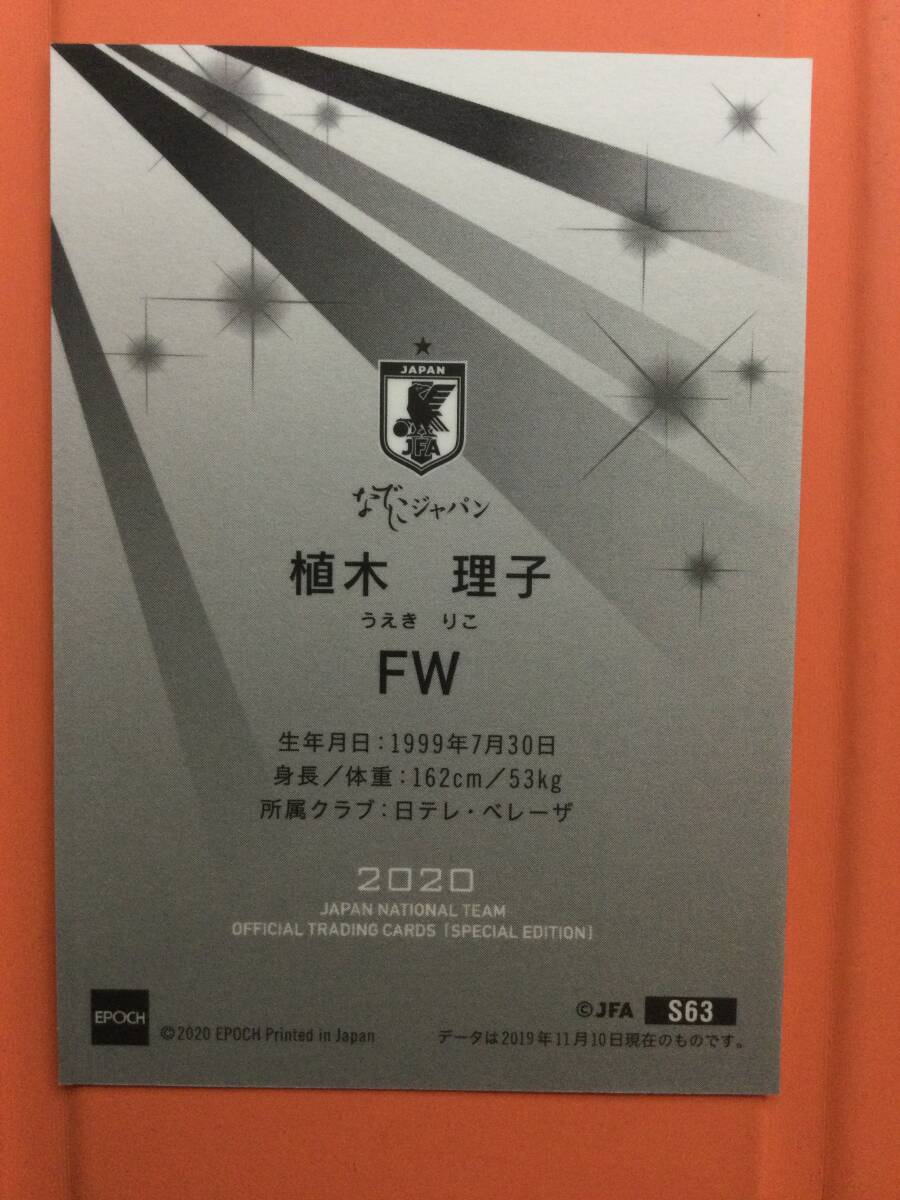 JAPAN
JFA
なでしこジャパン
植木 理子
うえき りこ
FW
生年月日:1999年7月30日
身長/体重:162cm/53kg
所属クラブ:日テレ・ベレーザ
2020
JAPAN NATIONAL TEAM
OFFICIAL TRADING CARDS [SPECIAL EDITION]
©JFA S63
EPOCH ©2020 EPOCH Printed in Japan
データは2019年11月10日現在のものです。